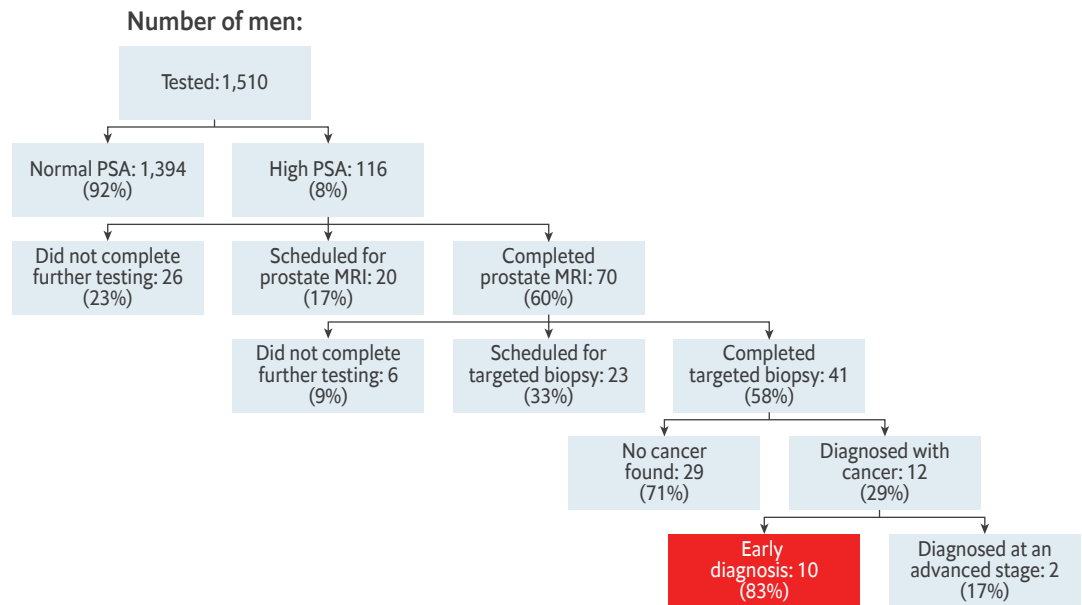 Number of men:
Tested: 1,510
Normal PSA: 1,394
(92%)
High PSA: 116
(8%)
Did not complete
further testing: 26
(23%)
Scheduled for
prostate MRI: 20
(17%)
Completed
prostate MRI: 70
(60%)
Did not complete
further testing: 6
(9%)
Scheduled for
targeted biopsy: 23
(33%)
Completed
targeted biopsy: 41
(58%)
No cancer
found: 29
(71%)
Diagnosed with
cancer: 12
(29%)
Early
diagnosis: 10
(83%)
Diagnosed at an
advanced stage: 2
(17%)